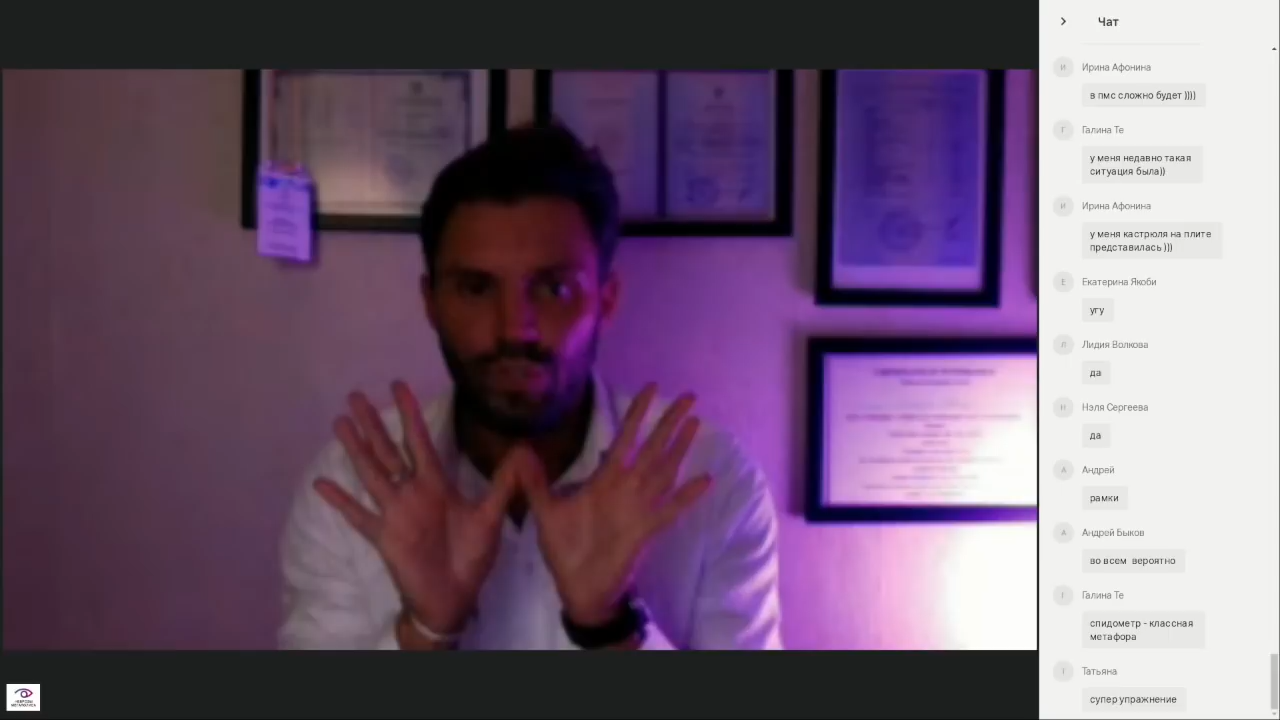 Чат
И
Ирина Афонина
в пмс сложно будет ))))
Г
Галина Те
у меня недавно такая
ситуация была))
И
Ирина Афонина
у меня кастрюля на плите
представилась )))
Е
Екатерина Якоби
угу
Л
Лидия Волкова
да
Н
Нэля Сергеева
да
А
Андрей
рамки
А
Андрей Быков
во всем вероятно
Г
Галина Те
спидометр - классная
метафора
Т
Татьяна
супер упражнение